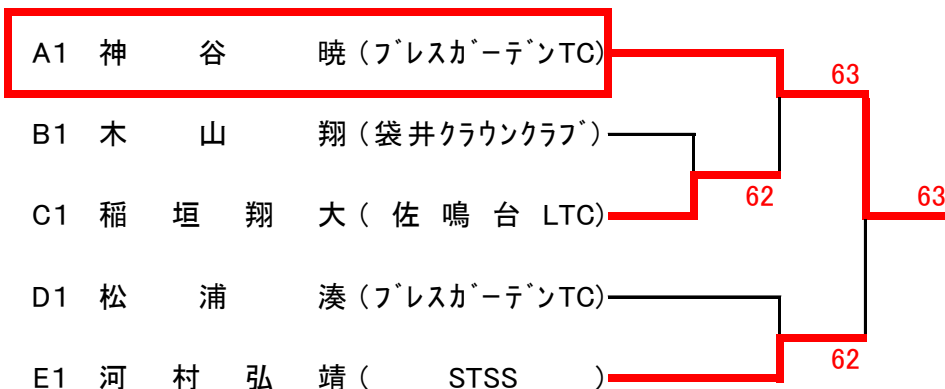 A1 神谷 暁 (ブレスガーデンTC)
63
B1 木山 翔 (袋井クラウンクラブ)
62
C1 稲垣翔大 (佐鳴台 LTC)
63
D1 松浦 湊 (ブレスガーデンTC)
62
E1 河村弘靖 (STSS)